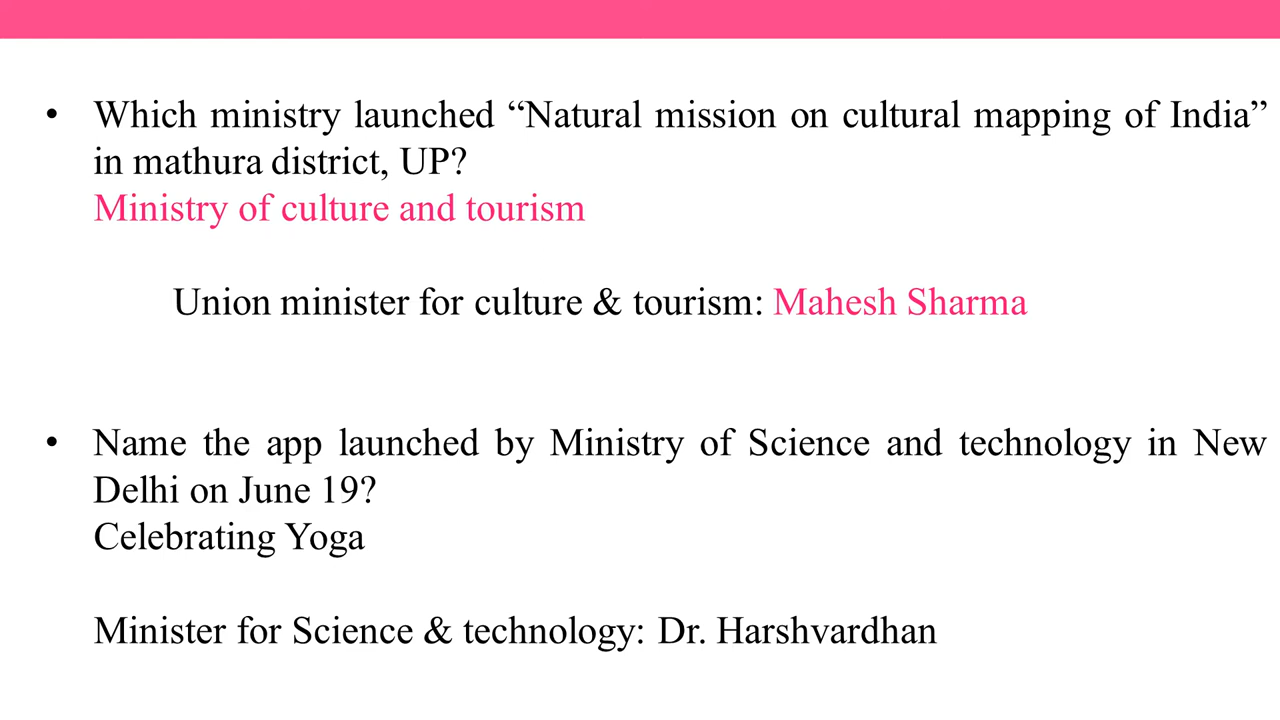 • Which ministry launched “Natural mission on cultural mapping of India”
in mathura district, UP?
Ministry of culture and tourism
Union minister for culture & tourism: Mahesh Sharma
• Name the app launched by Ministry of Science and technology in New
Delhi on June 19?
Celebrating Yoga
Minister for Science & technology: Dr. Harshvardhan